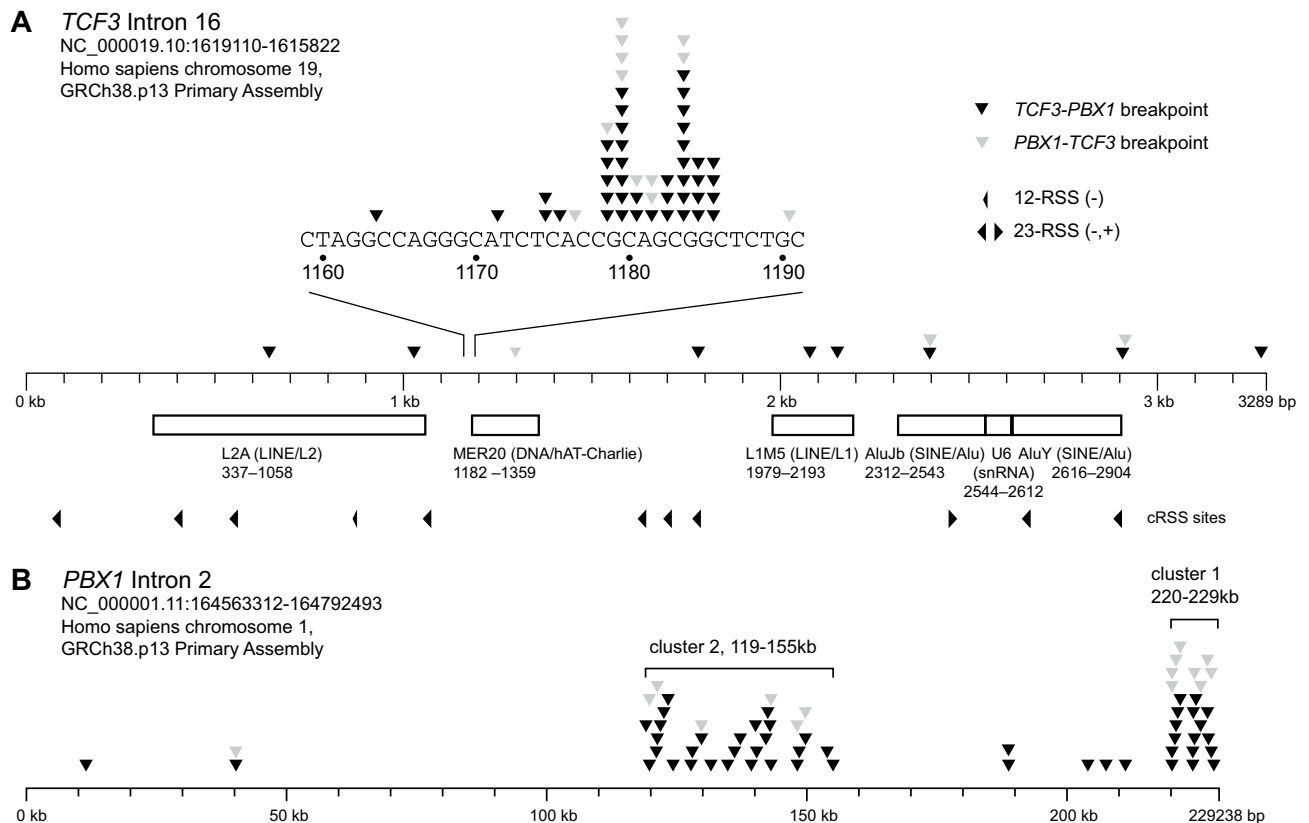 A
TCF3 Intron 16
NC_000019.10:1619110-1615822
Homo sapiens chromosome 19,
GRCh38.p13 Primary Assembly
TCF3-PBX1 breakpoint
PBX1-TCF3 breakpoint
12-RSS (-)
23-RSS (-,+)
CTAGGCCAGGGCATCTCACCGCAGCGGCTCTGC
1160 1170 1180 1190
0 kb 1 kb 2 kb 3 kb 3289 bp
L2A (LINE/L2)
337–1058
MER20 (DNA/hAT-Charlie)
1182 –1359
L1M5 (LINE/L1)
1979–2193
AluJb (SINE/Alu)
2312–2543
U6
(snRNA)
2544–2612
AluY (SINE/Alu)
2616–2904
cRSS sites
B
PBX1 Intron 2
NC_000001.11:164563312-164792493
Homo sapiens chromosome 1,
GRCh38.p13 Primary Assembly
cluster 2, 119-155kb
cluster 1
220-229kb
0 kb 50 kb 100 kb 150 kb 200 kb 229238 bp